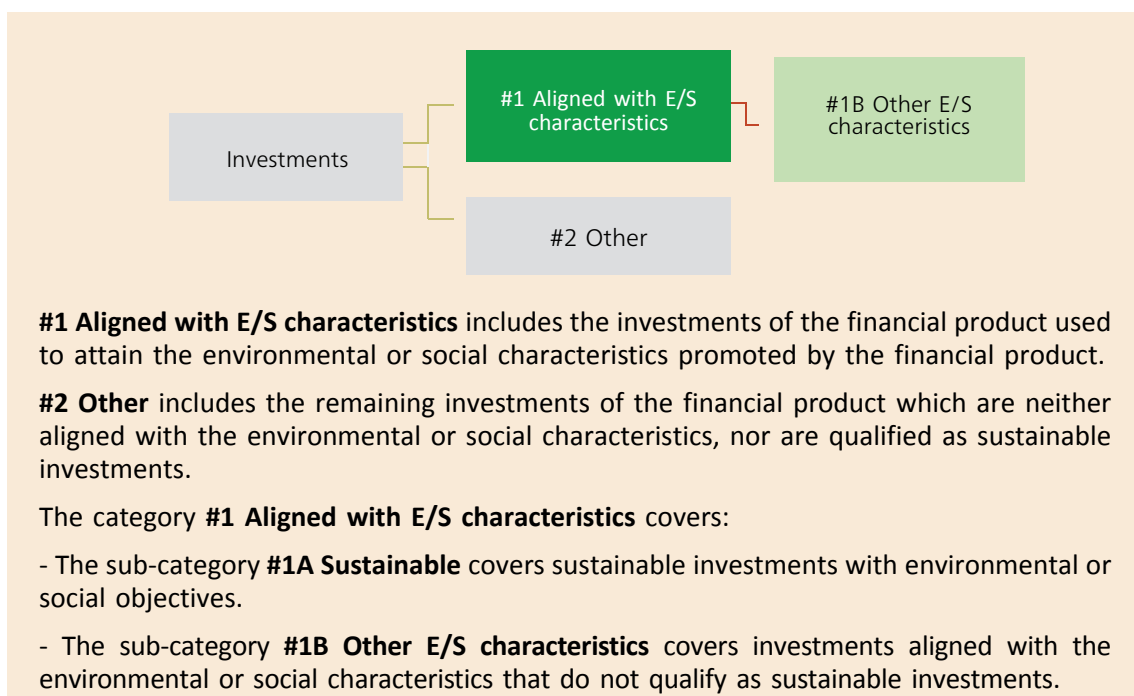 #1 Aligned with E/S
characteristics
#1B Other E/S
characteristics
Investments
#2 Other
#1 Aligned with E/S characteristics includes the investments of the financial product used
to attain the environmental or social characteristics promoted by the financial product.
#2 Other includes the remaining investments of the financial product which are neither
aligned with the environmental or social characteristics, nor are qualified as sustainable
investments.
The category #1 Aligned with E/S characteristics covers:
- The sub-category #1A Sustainable covers sustainable investments with environmental or
social objectives.
- The sub-category #1B Other E/S characteristics covers investments aligned with the
environmental or social characteristics that do not qualify as sustainable investments.